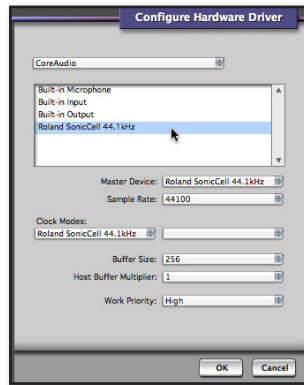 Configure Hardware Driver
CoreAudio
Built-in Microphone
Built-in Input
Built-in Output
Roland SonicCell 44.1kHz
Master Device: Roland SonicCell 44.1kHz
Sample Rate: 44100
Clock Modes:
Roland SonicCell 44.1kHz
Buffer Size: 256
Host Buffer Multiplier: 1
Work Priority: High
OK Cancel